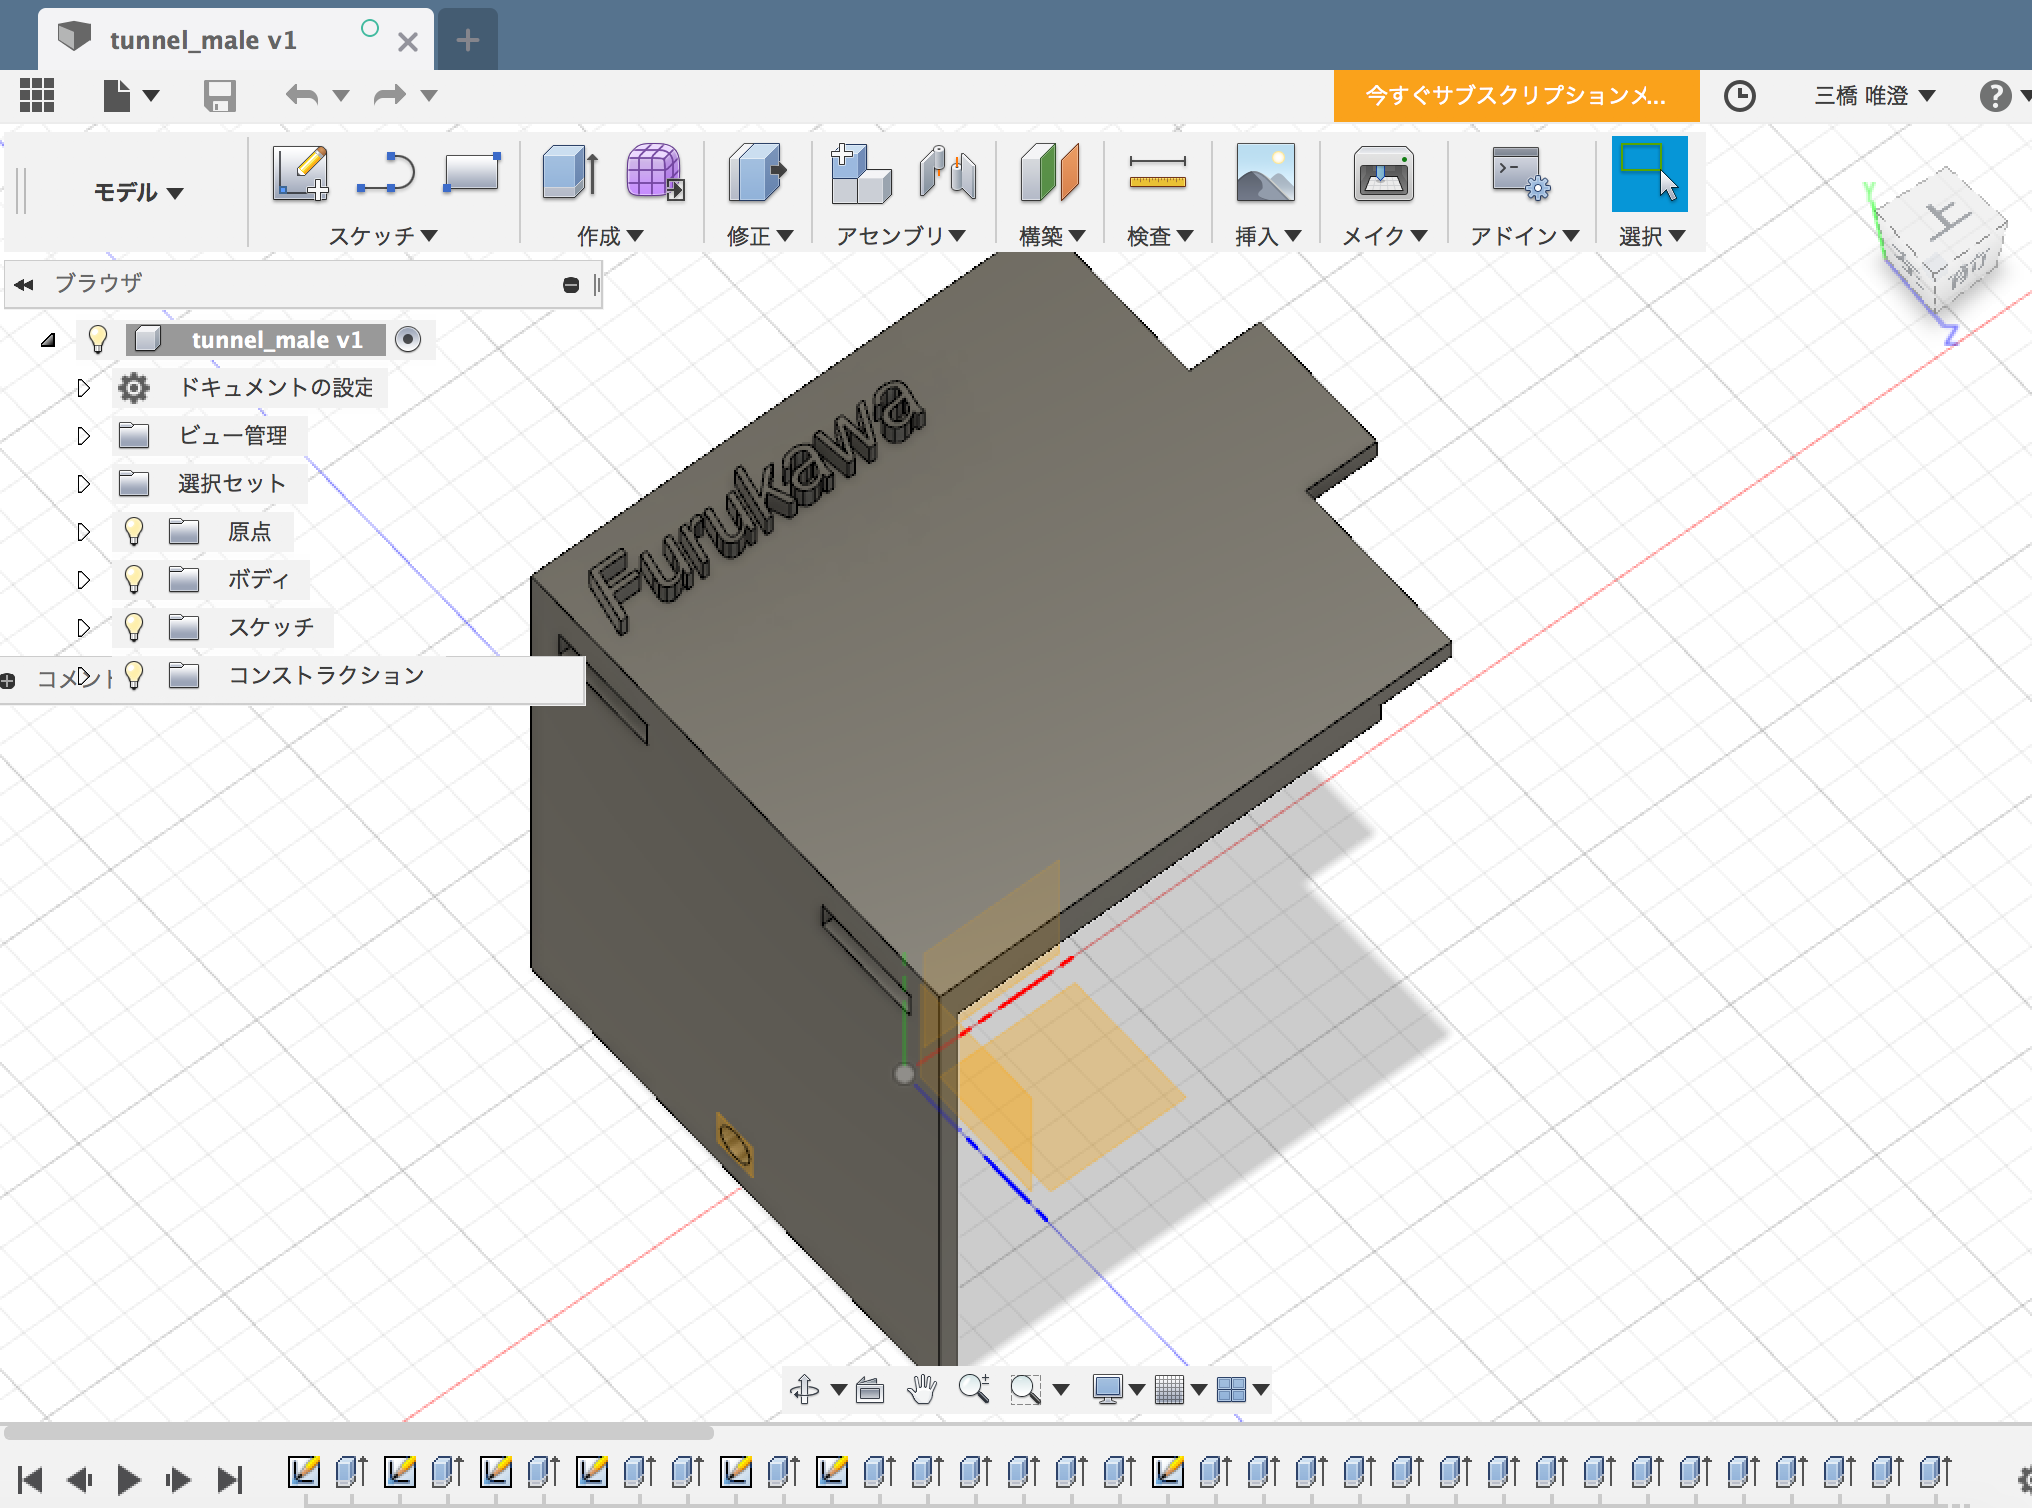 tunnel_male v1
今すぐサブスクリプションメ...
三橋 唯澄
モデル
スケッチ
作成
修正
アセンブリ
構築
検査
挿入
メイク
アドイン
選択
ブラウザ
tunnel_male v1
ドキュメントの設定
ビュー管理
選択セット
原点
ボディ
スケッチ
コメント
コンストラクション
Furukawa
上
Y
Z